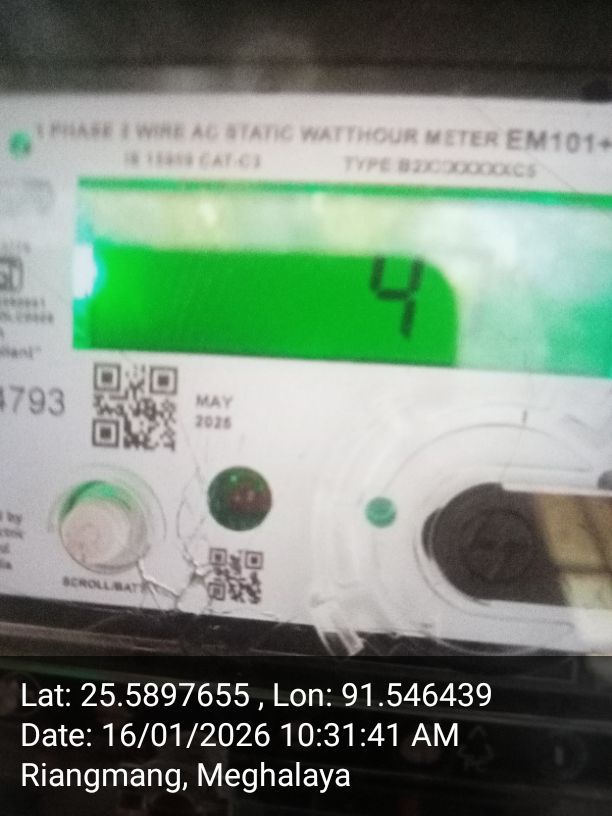 1 PHASE 2 WIRE AC STATIC WATTHOUR METER EM101+
IS 15959 CAT-C3
TYPE
4
4793
MAY
2025
SCROLL/BATT
Lat: 25.5897655 , Lon: 91.546439
Date: 16/01/2026 10:31:41 AM
Riangmang, Meghalaya